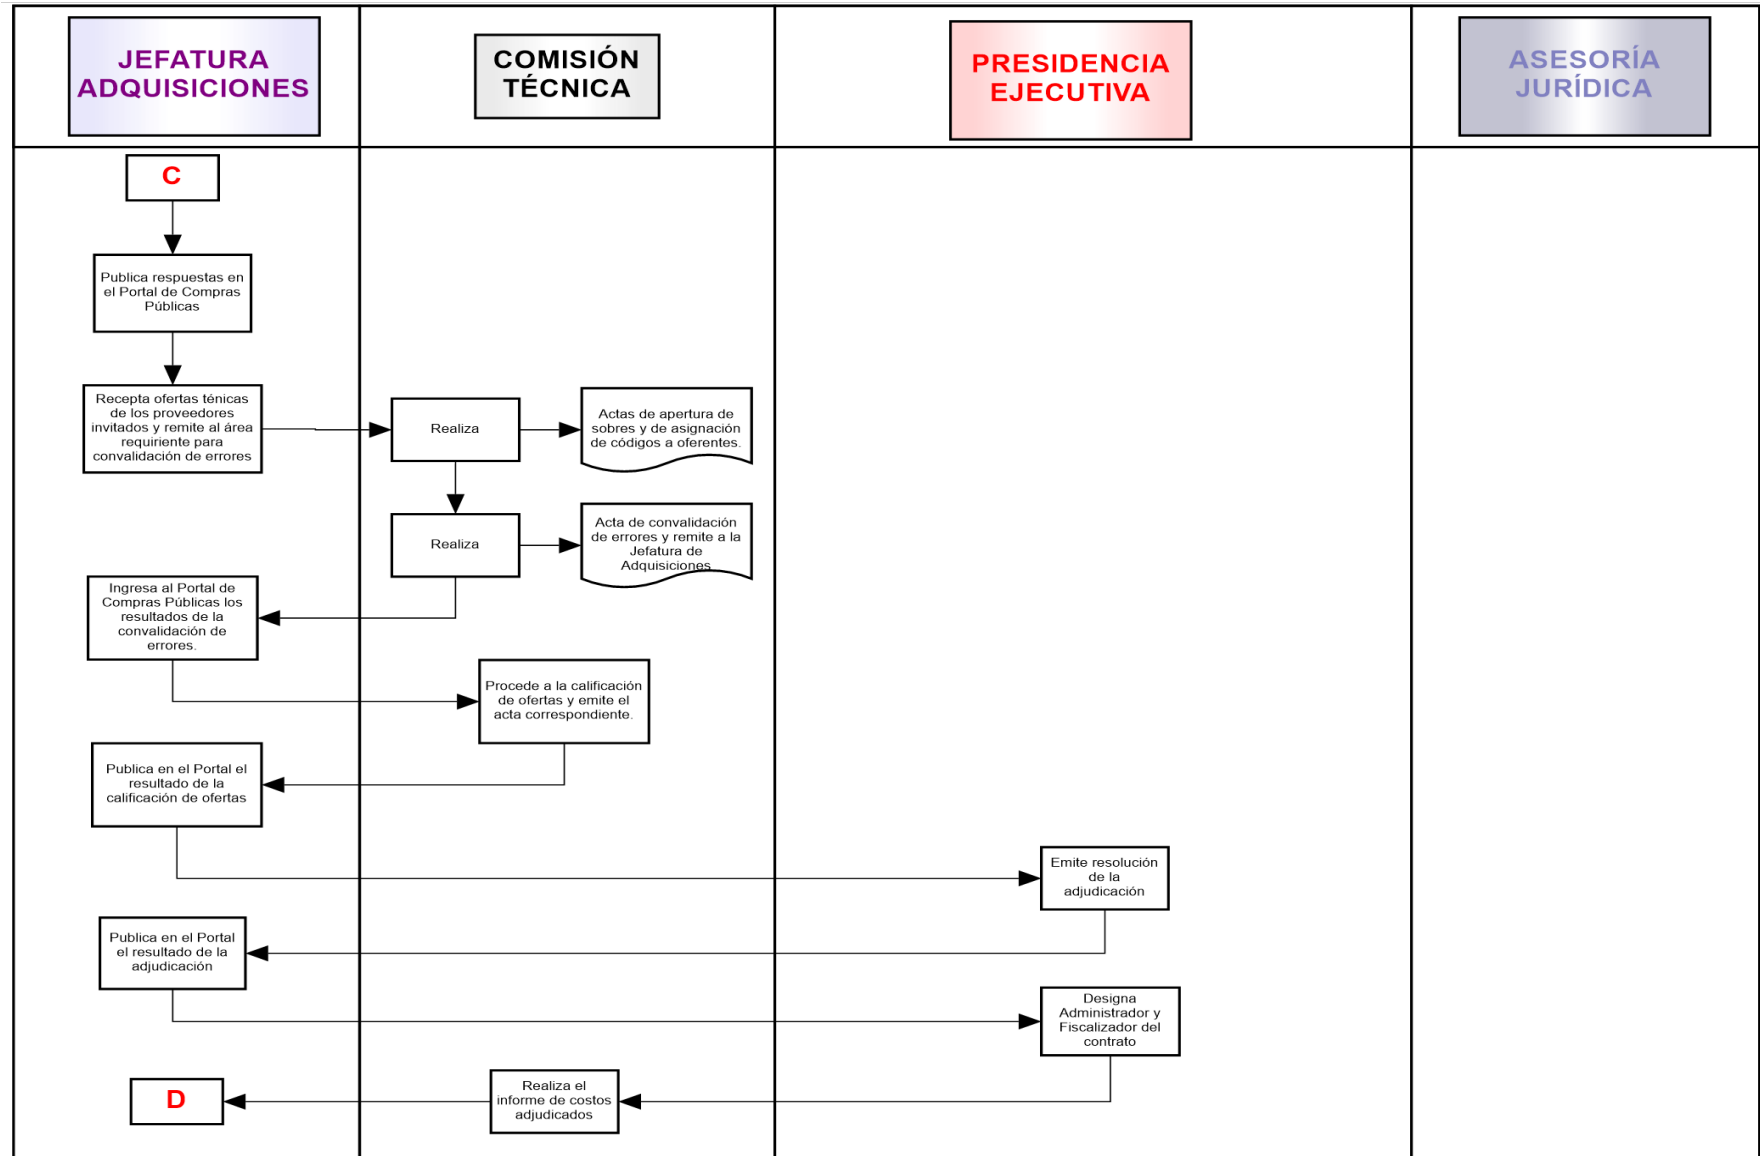 JEFATURA
ADQUISICIONES
COMISIÓN
TÉCNICA
PRESIDENCIA
EJECUTIVA
ASESORÍA
JURÍDICA
C
Publica respuestas en
el Portal de Compras
Públicas
Recepta ofertas ténicas
de los proveedores
invitados y remite al área
requiriente para
convalidación de errores
Realiza
Actas de apertura de
sobres y de asignación
de códigos a oferentes.
Realiza
Acta de convalidación
de errores y remite a la
Jefatura de
Adquisiciones
Ingresa al Portal de
Compras Públicas los
resultados de la
convalidación de
errores.
Procede a la calificación
de ofertas y emite el
acta correspondiente.
Publica en el Portal el
resultado de la
calificación de ofertas
Emite resolución
de la
adjudicación
Publica en el Portal
el resultado de la
adjudicación
Designa
Administrador y
Fiscalizador del
contrato
Realiza el
informe de costos
adjudicados
D